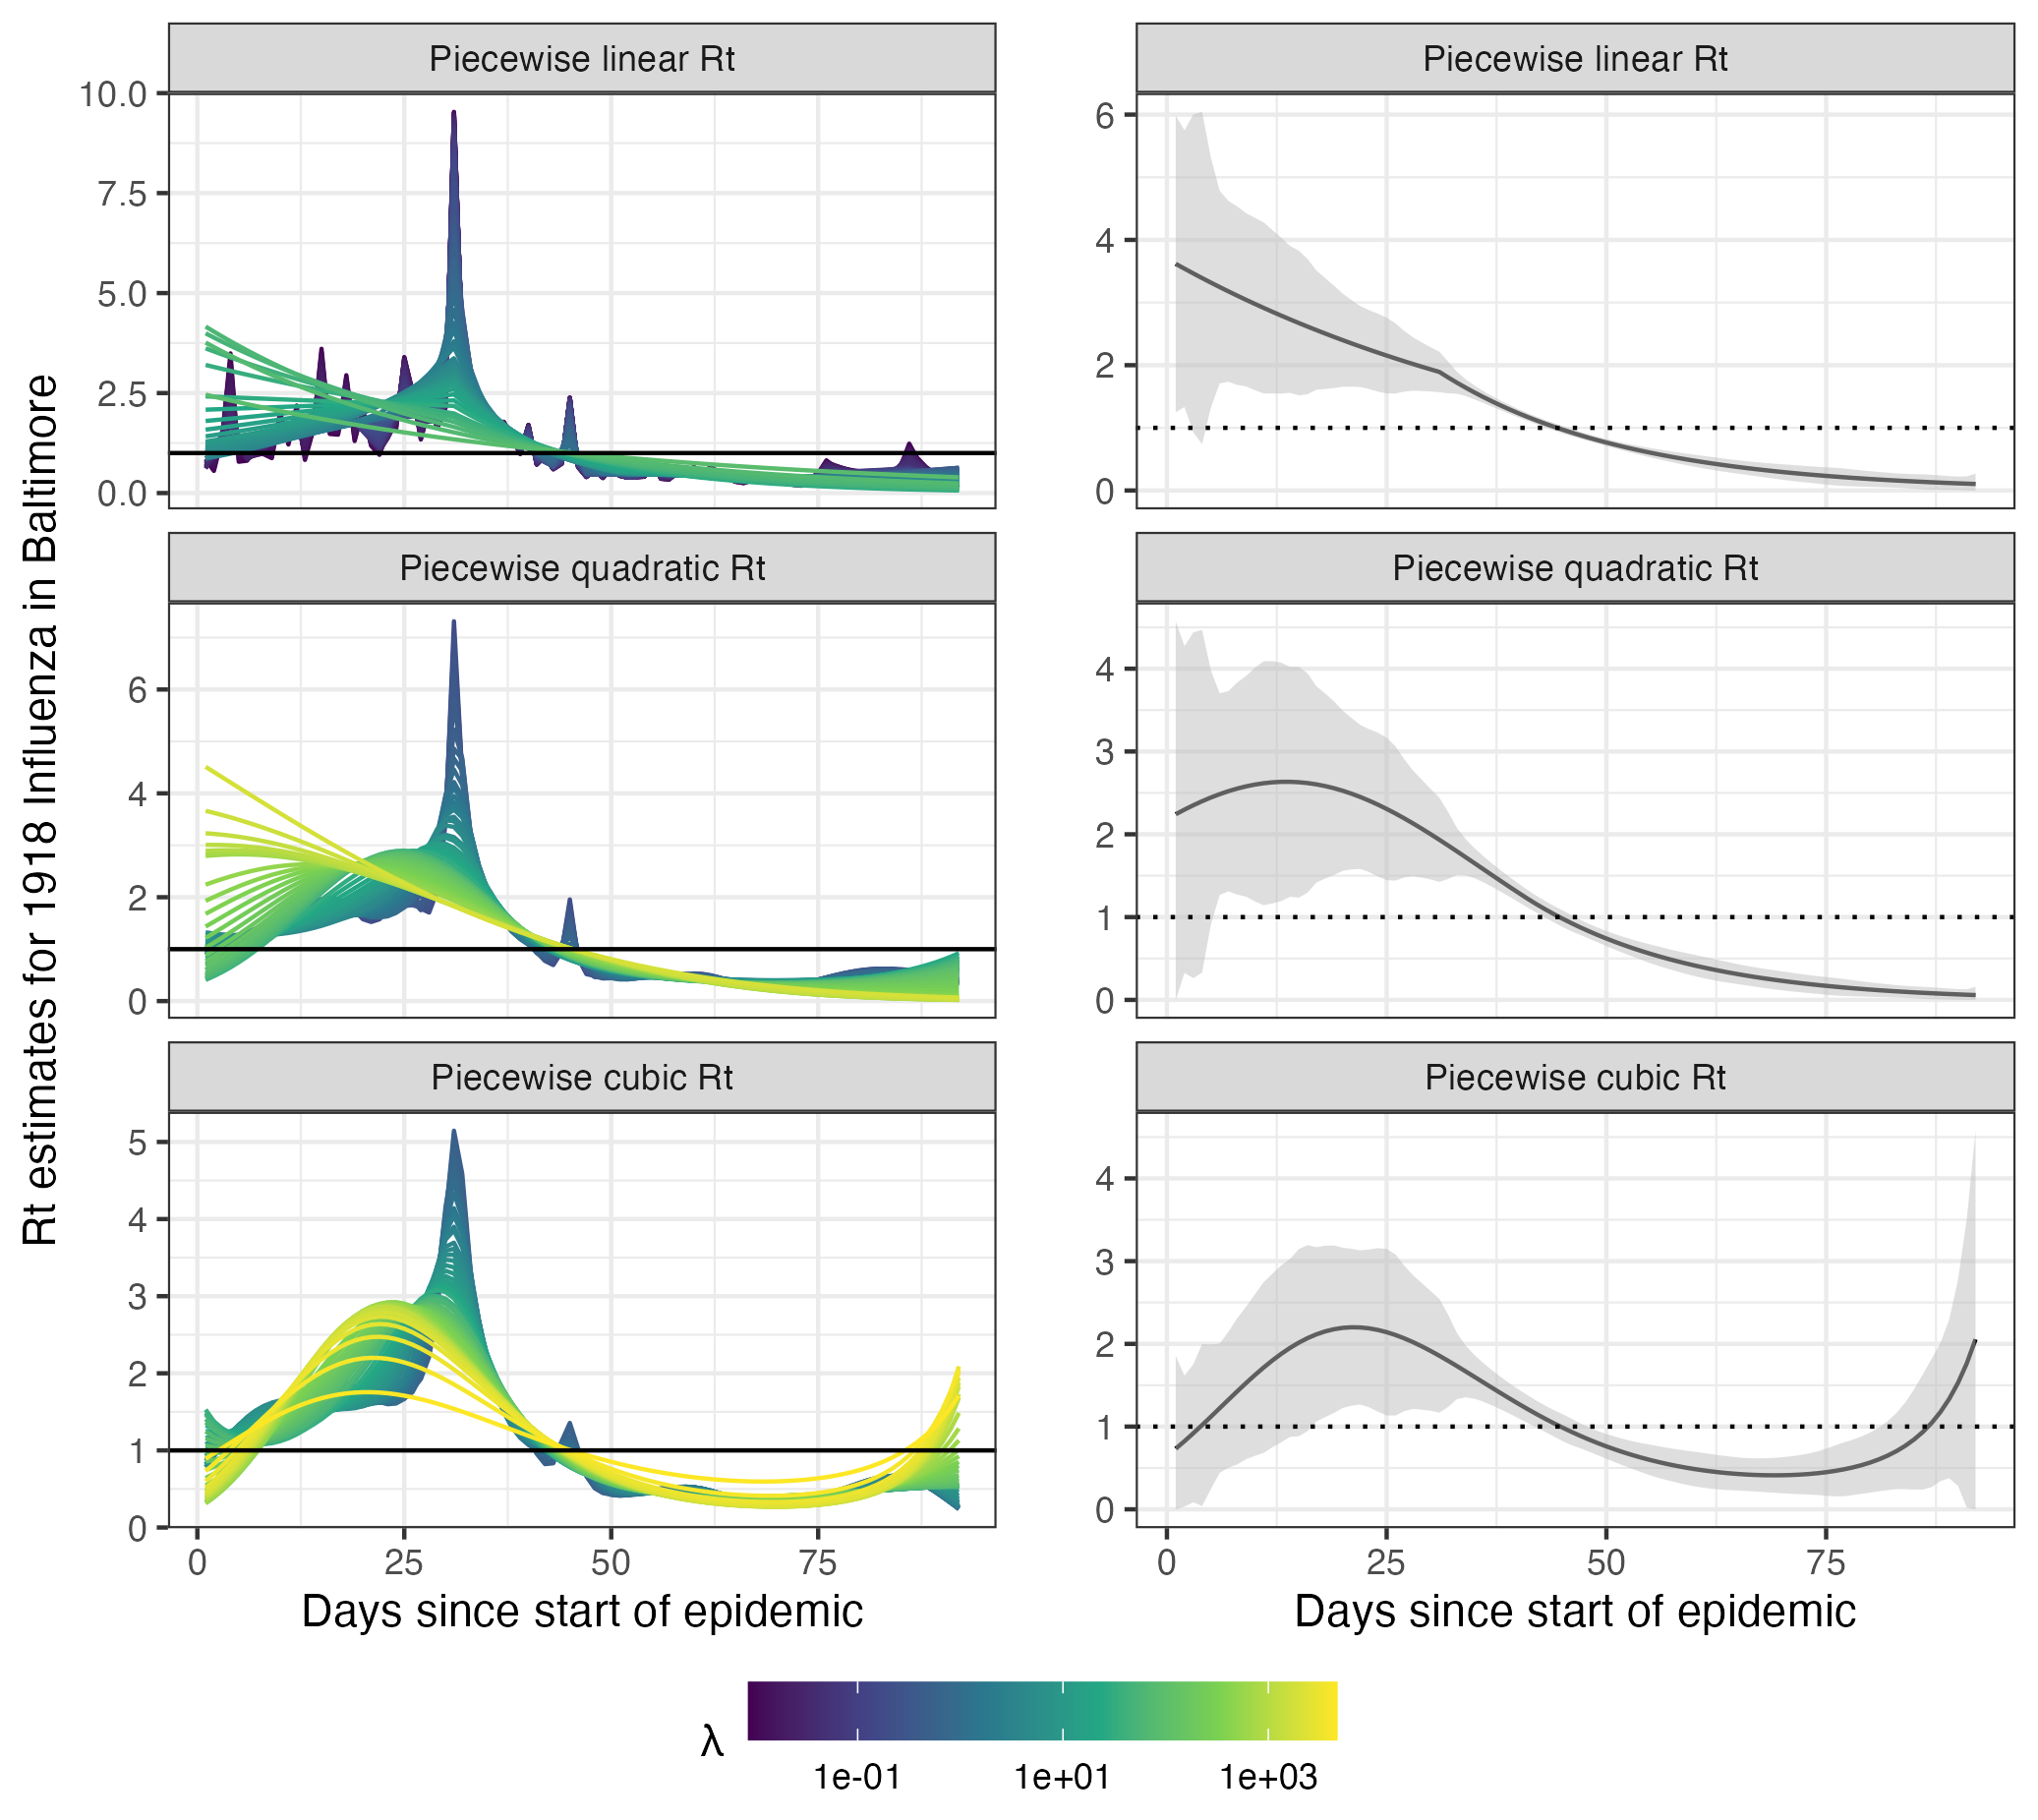 Rt estimates for 1918 Influenza in Baltimore
Piecewise linear Rt
10.0
7.5
5.0
2.5
0.0
Piecewise linear Rt
6
4
2
0
Piecewise quadratic Rt
6
4
2
0
Piecewise quadratic Rt
4
3
2
1
0
Piecewise cubic Rt
5
4
3
2
1
0
0 25 50 75
Days since start of epidemic
Piecewise cubic Rt
4
3
2
1
0
0 25 50 75
Days since start of epidemic
λ
1e-01 1e+01 1e+03